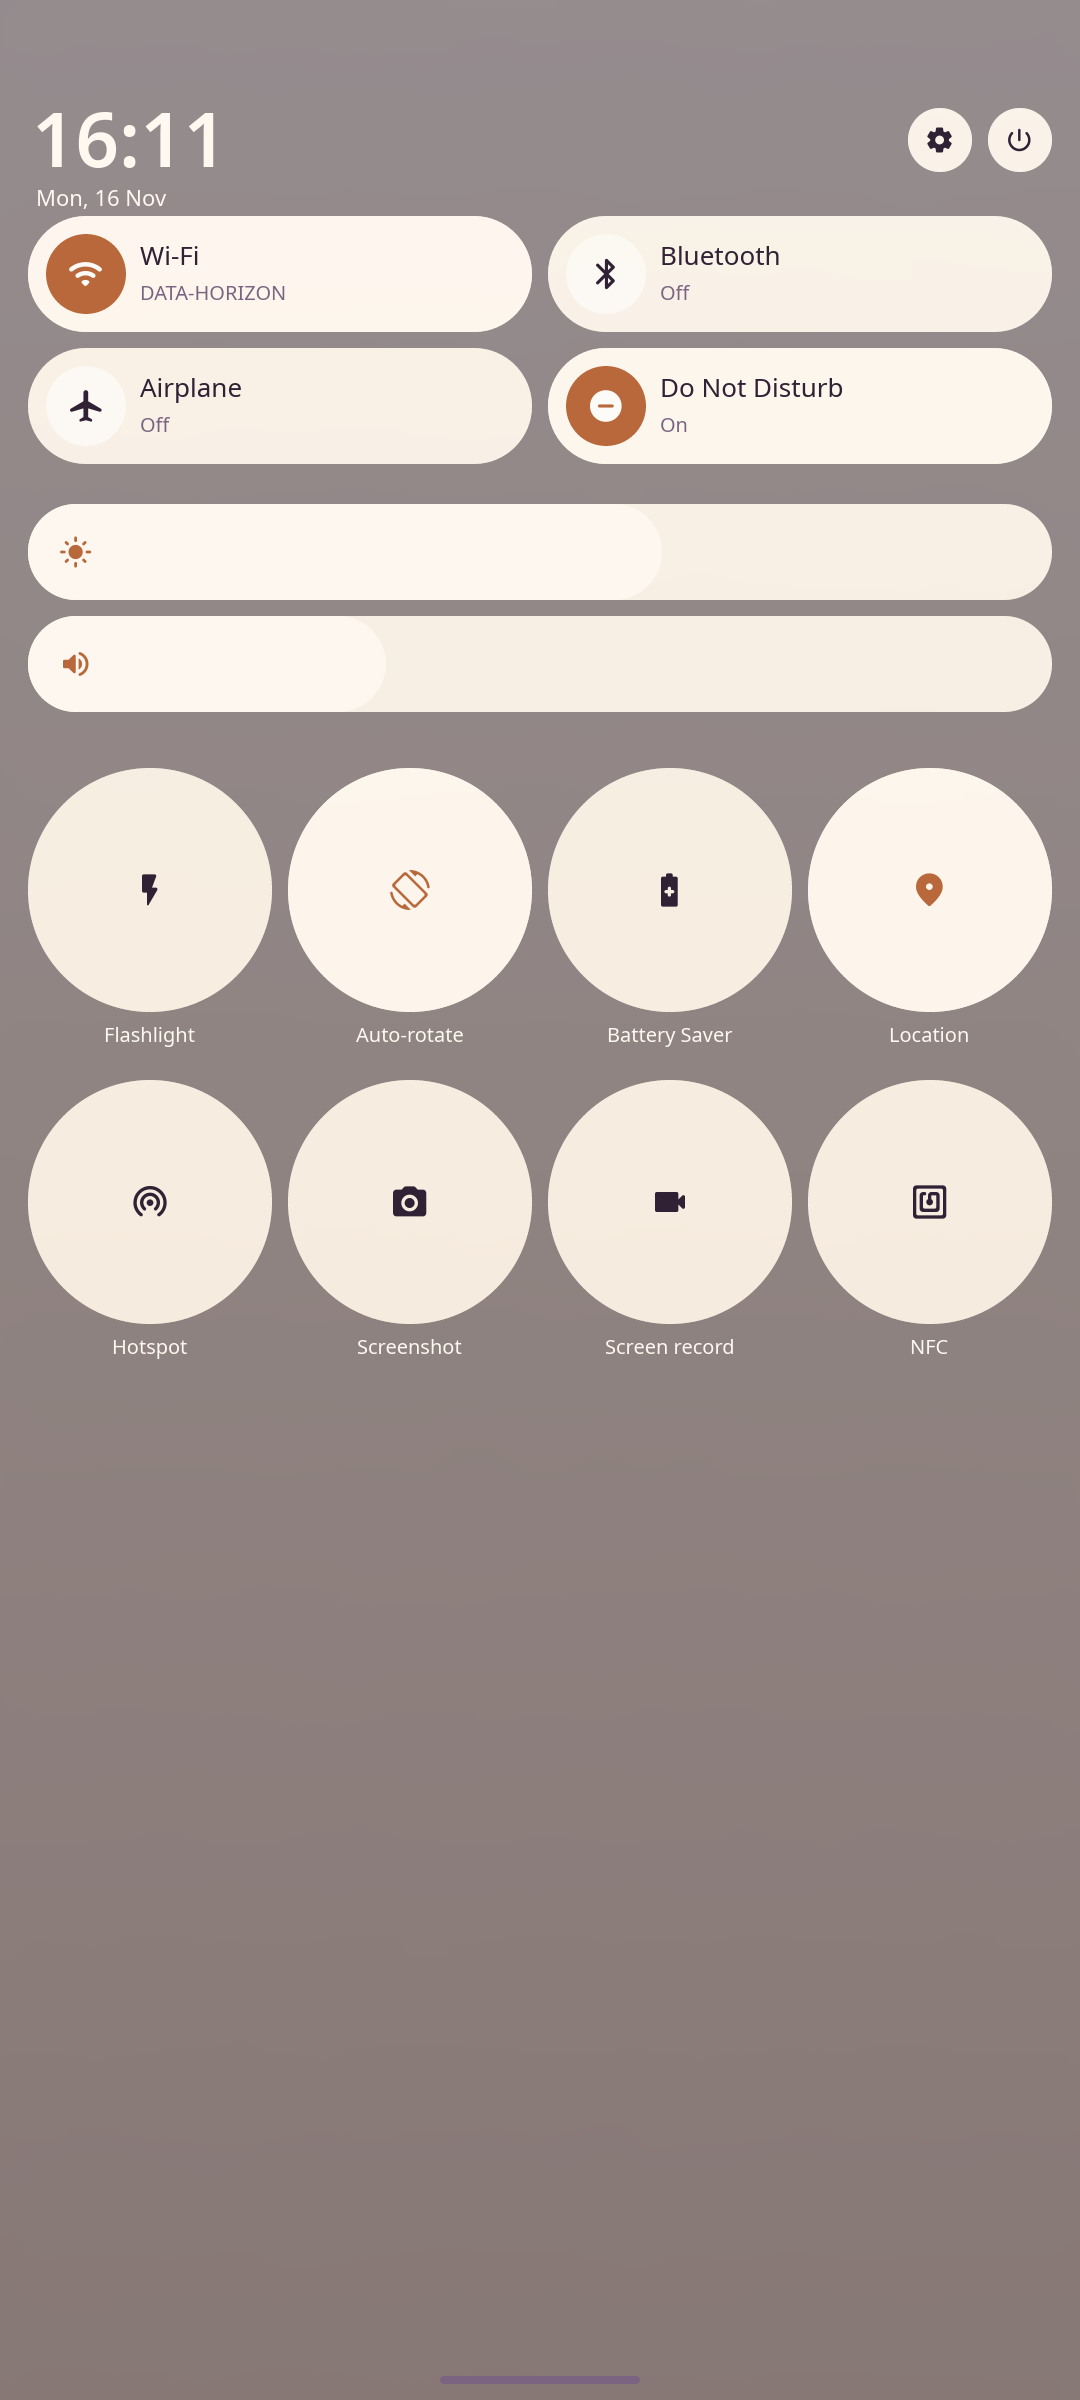 16:11
Mon, 16 Nov
Wi-Fi
DATA-HORIZON
Bluetooth
Off
Airplane
Off
Do Not Disturb
On
Flashlight
Auto-rotate
Battery Saver
Location
Hotspot
Screenshot
Screen record
NFC